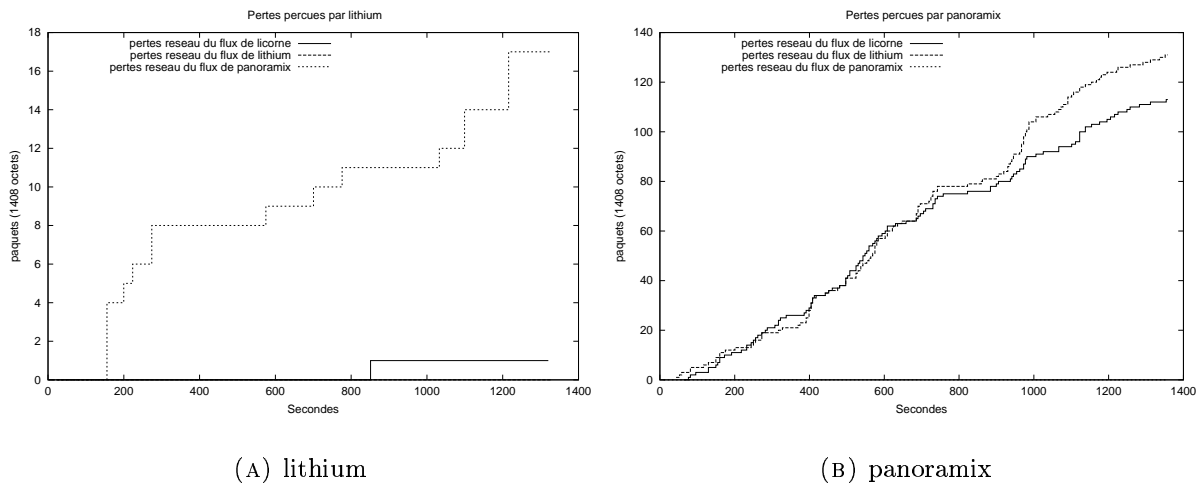 Pertes percues par lithium
18
16
14
12
10
8
6
4
2
0
paquets (1408 octets)
pertes reseau du flux de licorne
pertes reseau du flux de lithium
pertes reseau du flux de panoramix
0 200 400 600 800 1000 1200 1400
Secondes
(A) lithium
Pertes percues par panoramix
140
120
100
80
60
40
20
0
paquets (1408 octets)
pertes reseau du flux de licorne
pertes reseau du flux de lithium
pertes reseau du flux de panoramix
0 200 400 600 800 1000 1200 1400
Secondes
(B) panoramix